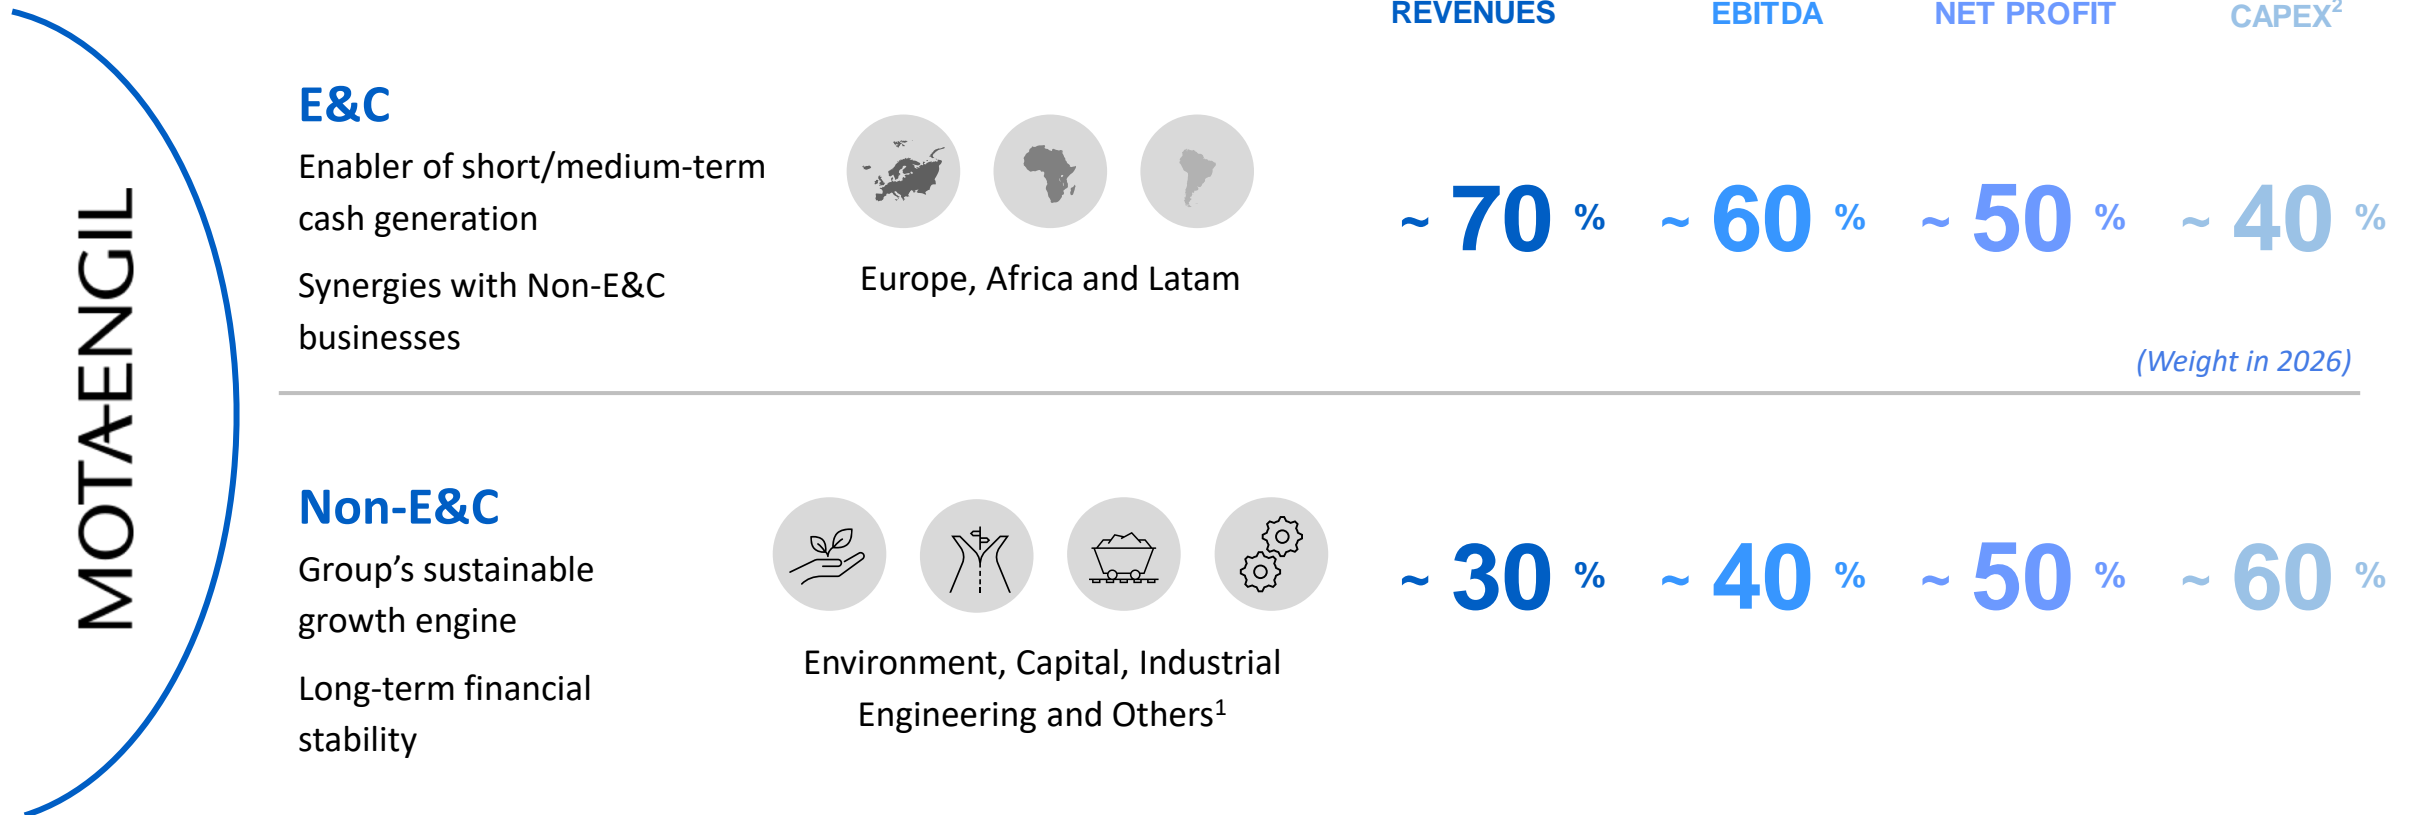 MOTAENGIL
REVENUES EBITDA NET PROFIT CAPEX2
E&C
Enabler of short/medium-term
cash generation
Synergies with Non-E&C
businesses
Europe, Africa and Latam
~ 70 % ~ 60 % ~ 50 % ~ 40 %
(Weight in 2026)
Non-E&C
Group’s sustainable
growth engine
Long-term financial
stability
Environment, Capital, Industrial
Engineering and Others1
~ 30 % ~ 40 % ~ 50 % ~ 60 %